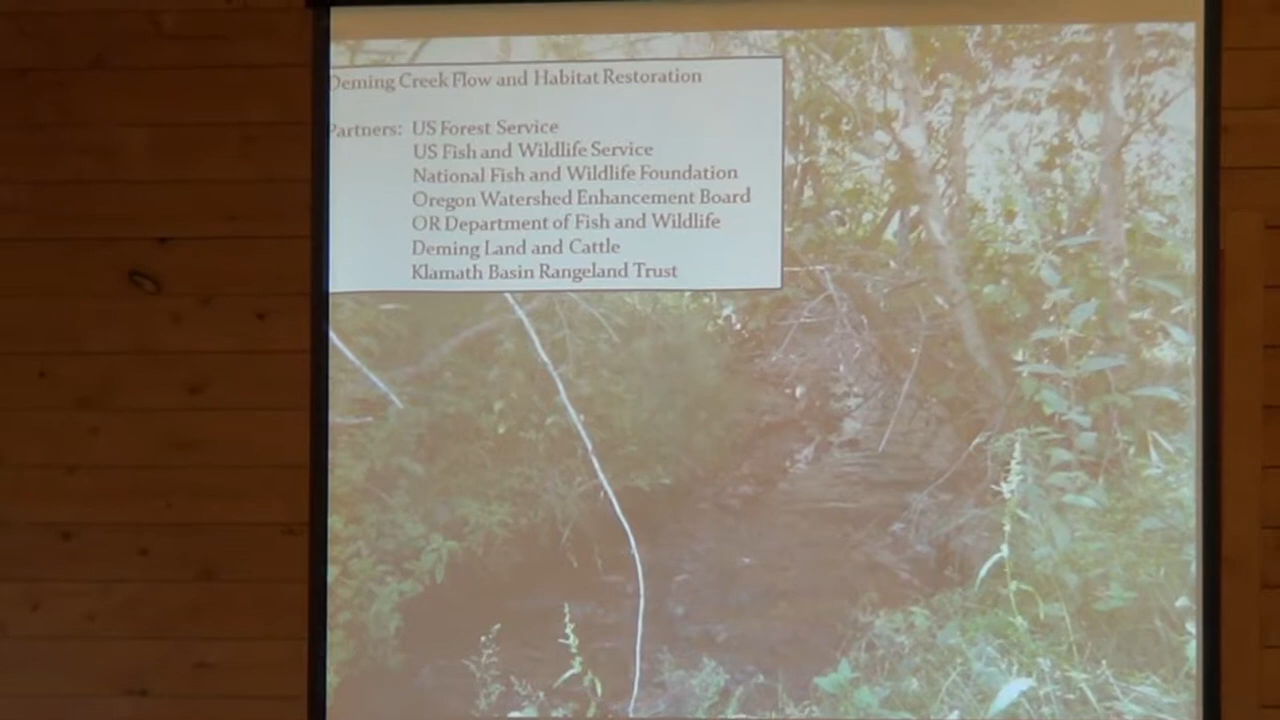 Deming Creek Flow and Habitat Restoration
Partners: US Forest Service
US Fish and Wildlife Service
National Fish and Wildlife Foundation
Oregon Watershed Enhancement Board
OR Department of Fish and Wildlife
Deming Land and Cattle
Klamath Basin Rangeland Trust